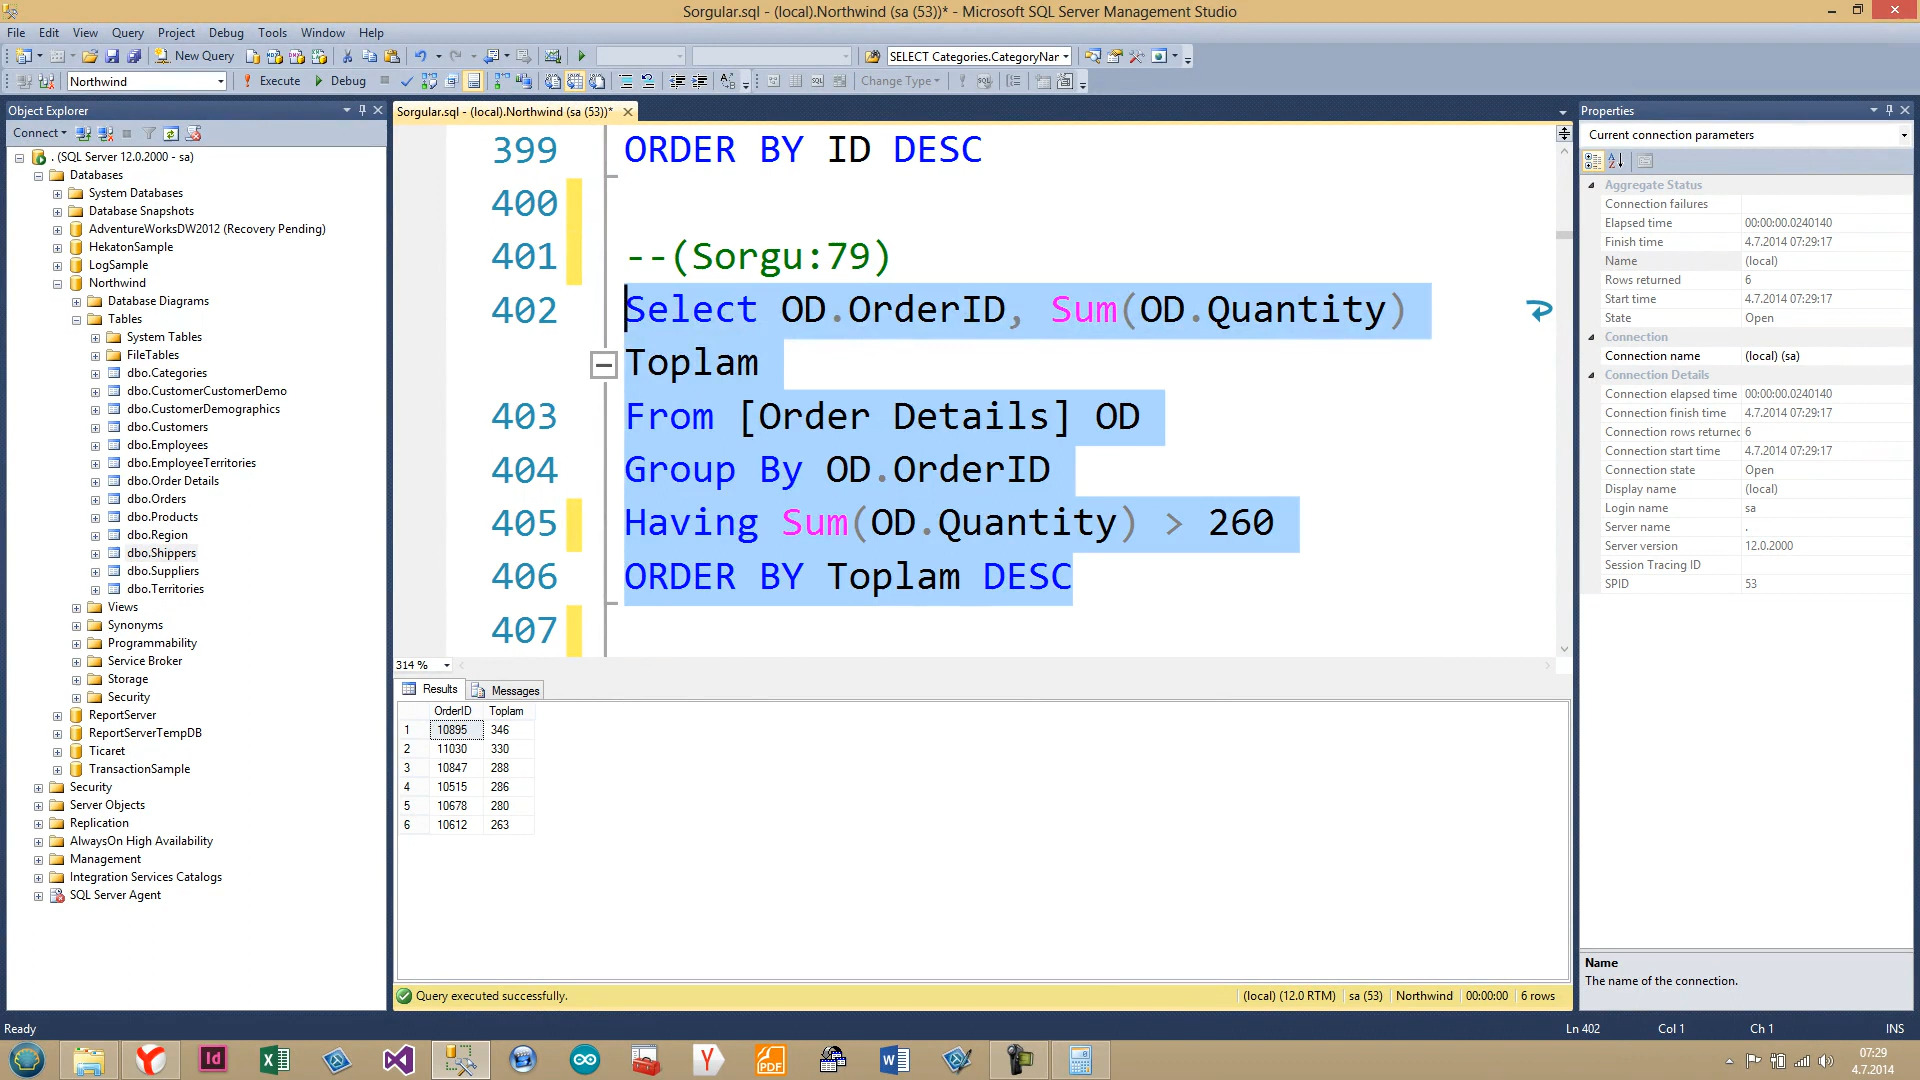 Sorgular.sql - (local).Northwind (sa (53))* - Microsoft SQL Server Management Studio
File Edit View Query Project Debug Tools Window Help
New Query SELECT Categories.CategoryNar
Northwind Execute Debug Change Type
Object Explorer
Connect
. (SQL Server 12.0.2000 - sa)
Databases
System Databases
Database Snapshots
AdventureWorksDW2012 (Recovery Pending)
HekatonSample
LogSample
Northwind
Database Diagrams
Tables
System Tables
FileTables
dbo.Categories
dbo.CustomerCustomerDemo
dbo.CustomerDemographics
dbo.Customers
dbo.Employees
dbo.EmployeeTerritories
dbo.Order Details
dbo.Orders
dbo.Products
dbo.Region
dbo.Shippers
dbo.Suppliers
dbo.Territories
Views
Synonyms
Programmability
Service Broker
Storage
Security
ReportServer
ReportServerTempDB
Ticaret
TransactionSample
Security
Server Objects
Replication
AlwaysOn High Availability
Management
Integration Services Catalogs
SQL Server Agent
Sorgular.sql - (local).Northwind (sa (53))*
399 ORDER BY ID DESC
400
401 --(Sorgu:79)
402 Select OD.OrderID, Sum(OD.Quantity)
Toplam
403 From [Order Details] OD
404 Group By OD.OrderID
405 Having Sum(OD.Quantity) > 260
406 ORDER BY Toplam DESC
407
314 %
Results Messages
OrderID Toplam
1 10895 346
2 11030 330
3 10847 288
4 10515 286
5 10678 280
6 10612 263
Query executed successfully. (local) (12.0 RTM) sa (53) Northwind 00:00:00 6 rows
Properties
Current connection parameters
Aggregate Status
Connection failures
Elapsed time 00:00:00.0240140
Finish time 4.7.2014 07:29:17
Name (local)
Rows returned 6
Start time 4.7.2014 07:29:17
State Open
Connection
Connection name (local) (sa)
Connection Details
Connection elapsed time 00:00:00.0240140
Connection finish time 4.7.2014 07:29:17
Connection rows returnec 6
Connection start time 4.7.2014 07:29:17
Connection state Open
Display name (local)
Login name sa
Server name .
Server version 12.0.2000
Session Tracing ID
SPID 53
Name
The name of the connection.
Ready Ln 402 Col 1 Ch 1 INS
07:29
4.7.2014